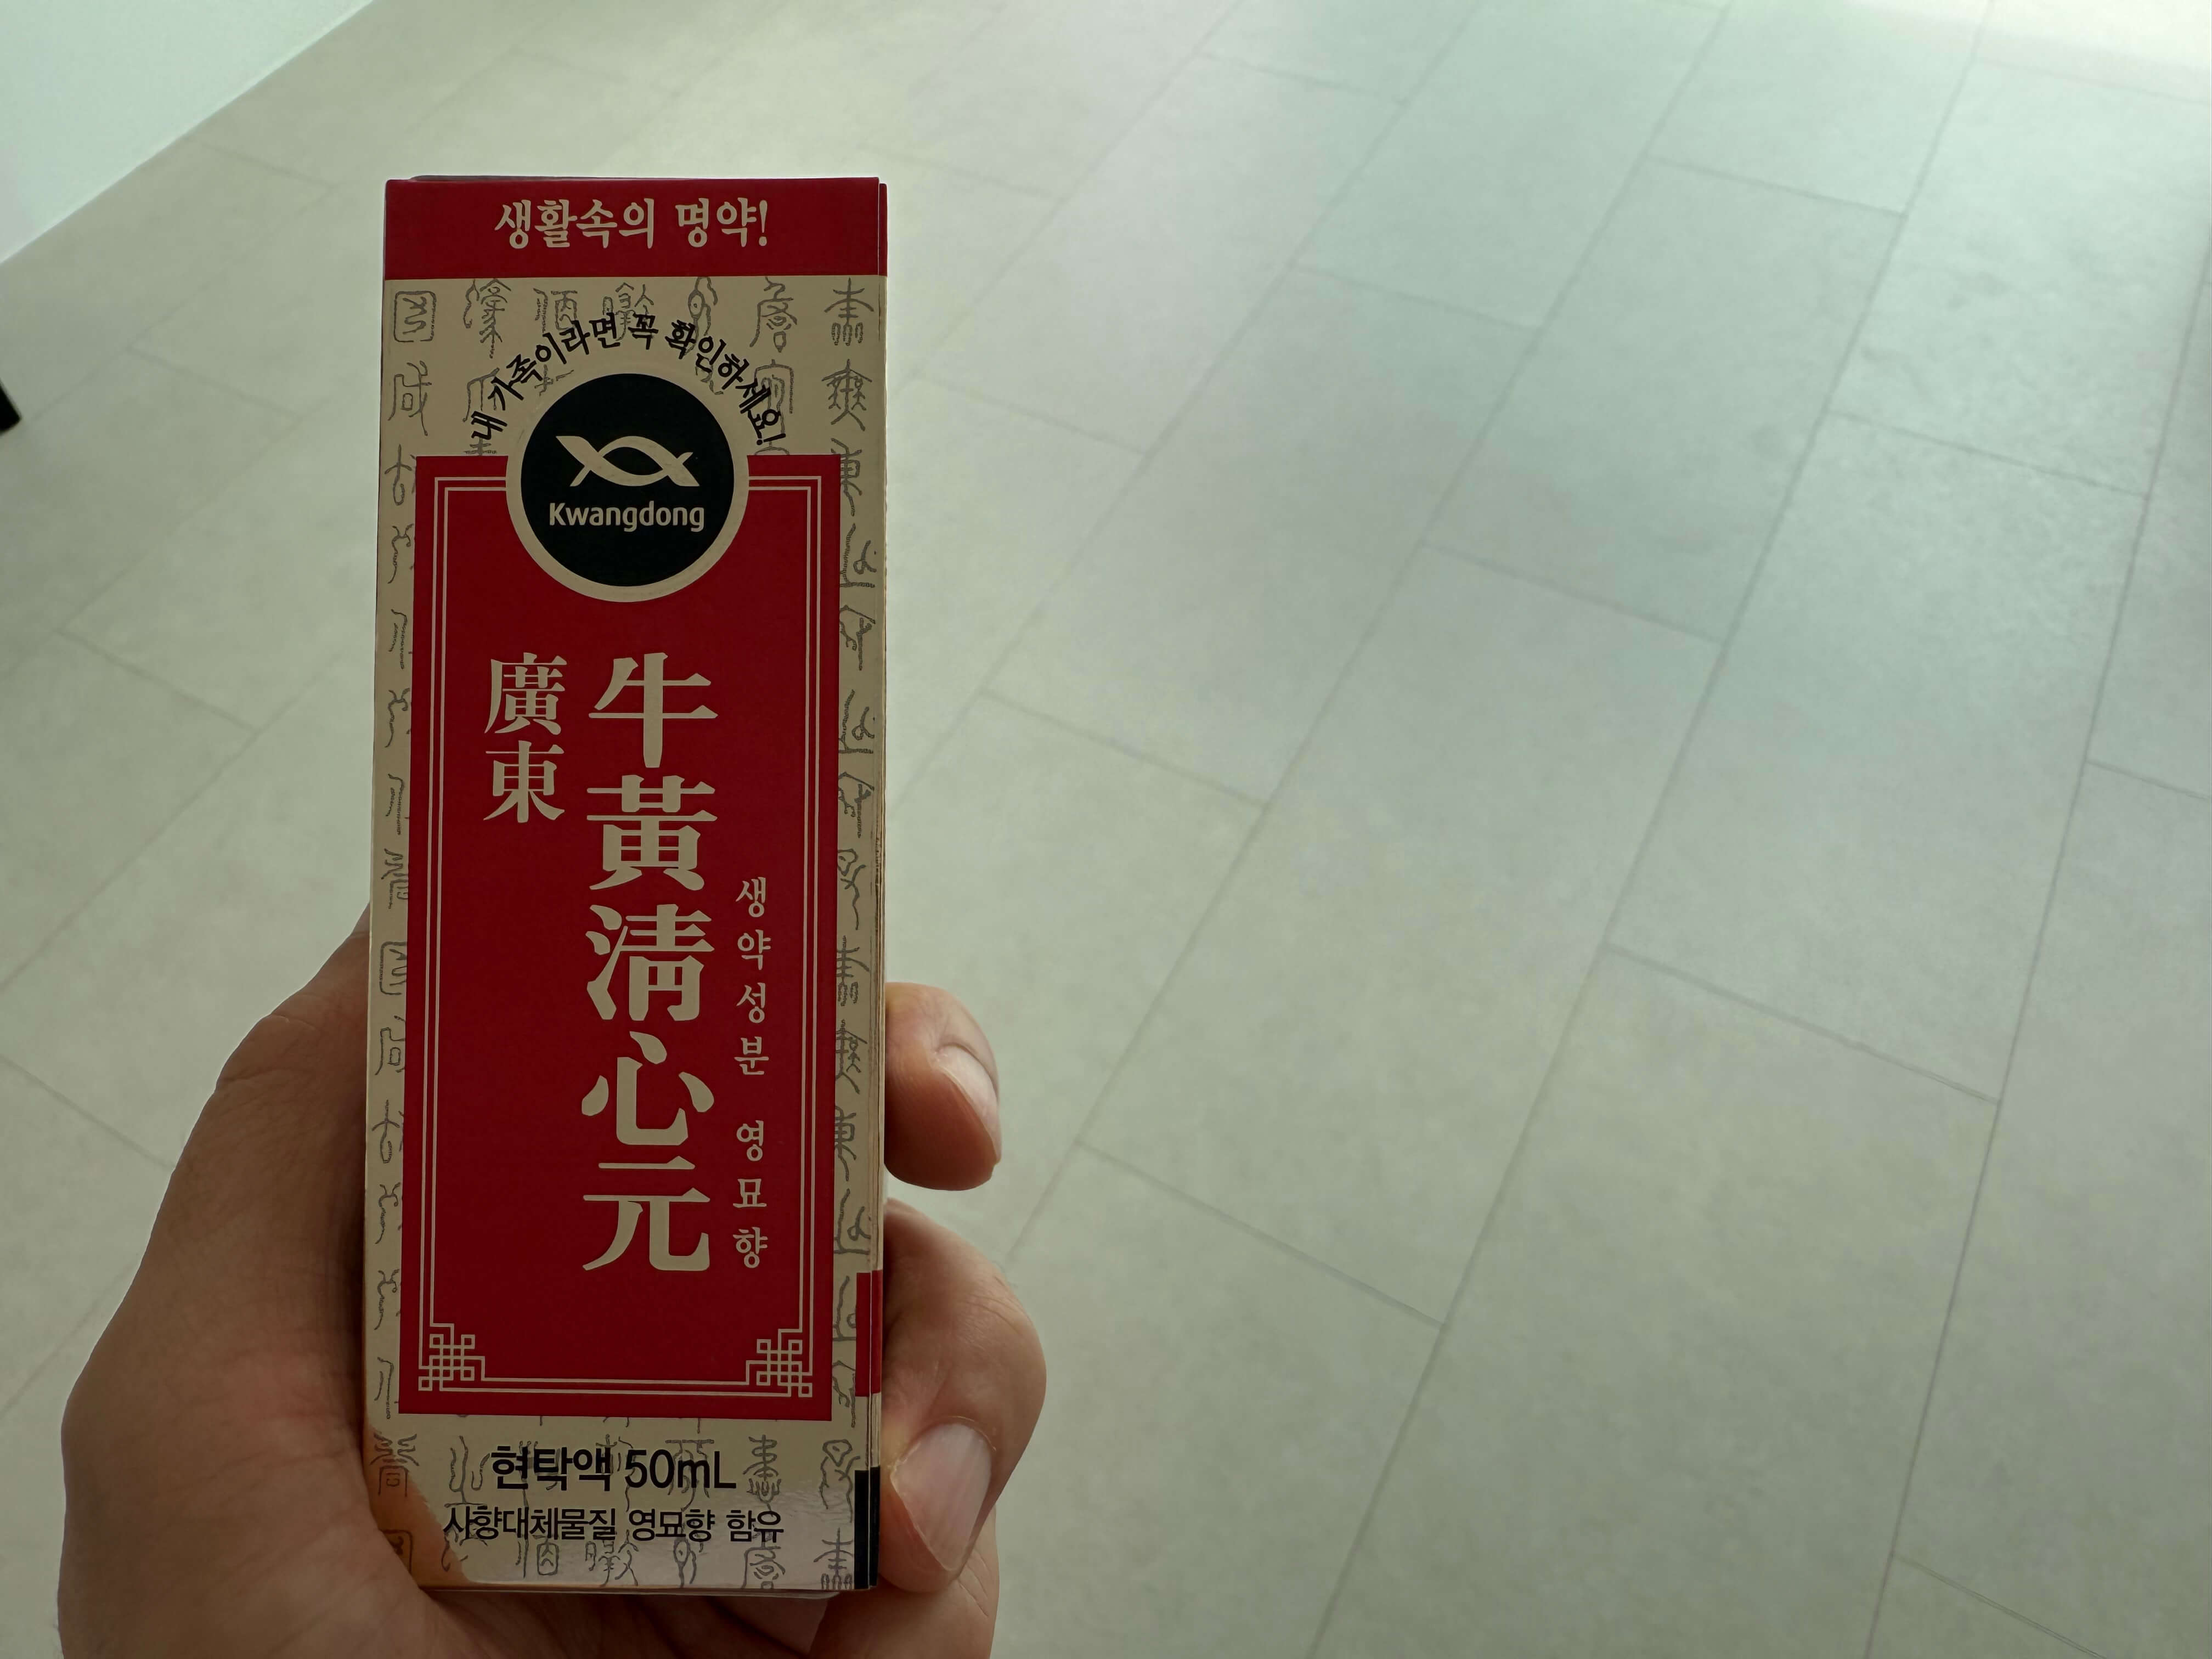 생활속의 명약!
내 가족이라면 꼭 확인하세요!
Kwangdong
牛黃淸心元
廣東
생약성분 영묘향
현탁액 50mL
사향대체물질 영묘향 함유